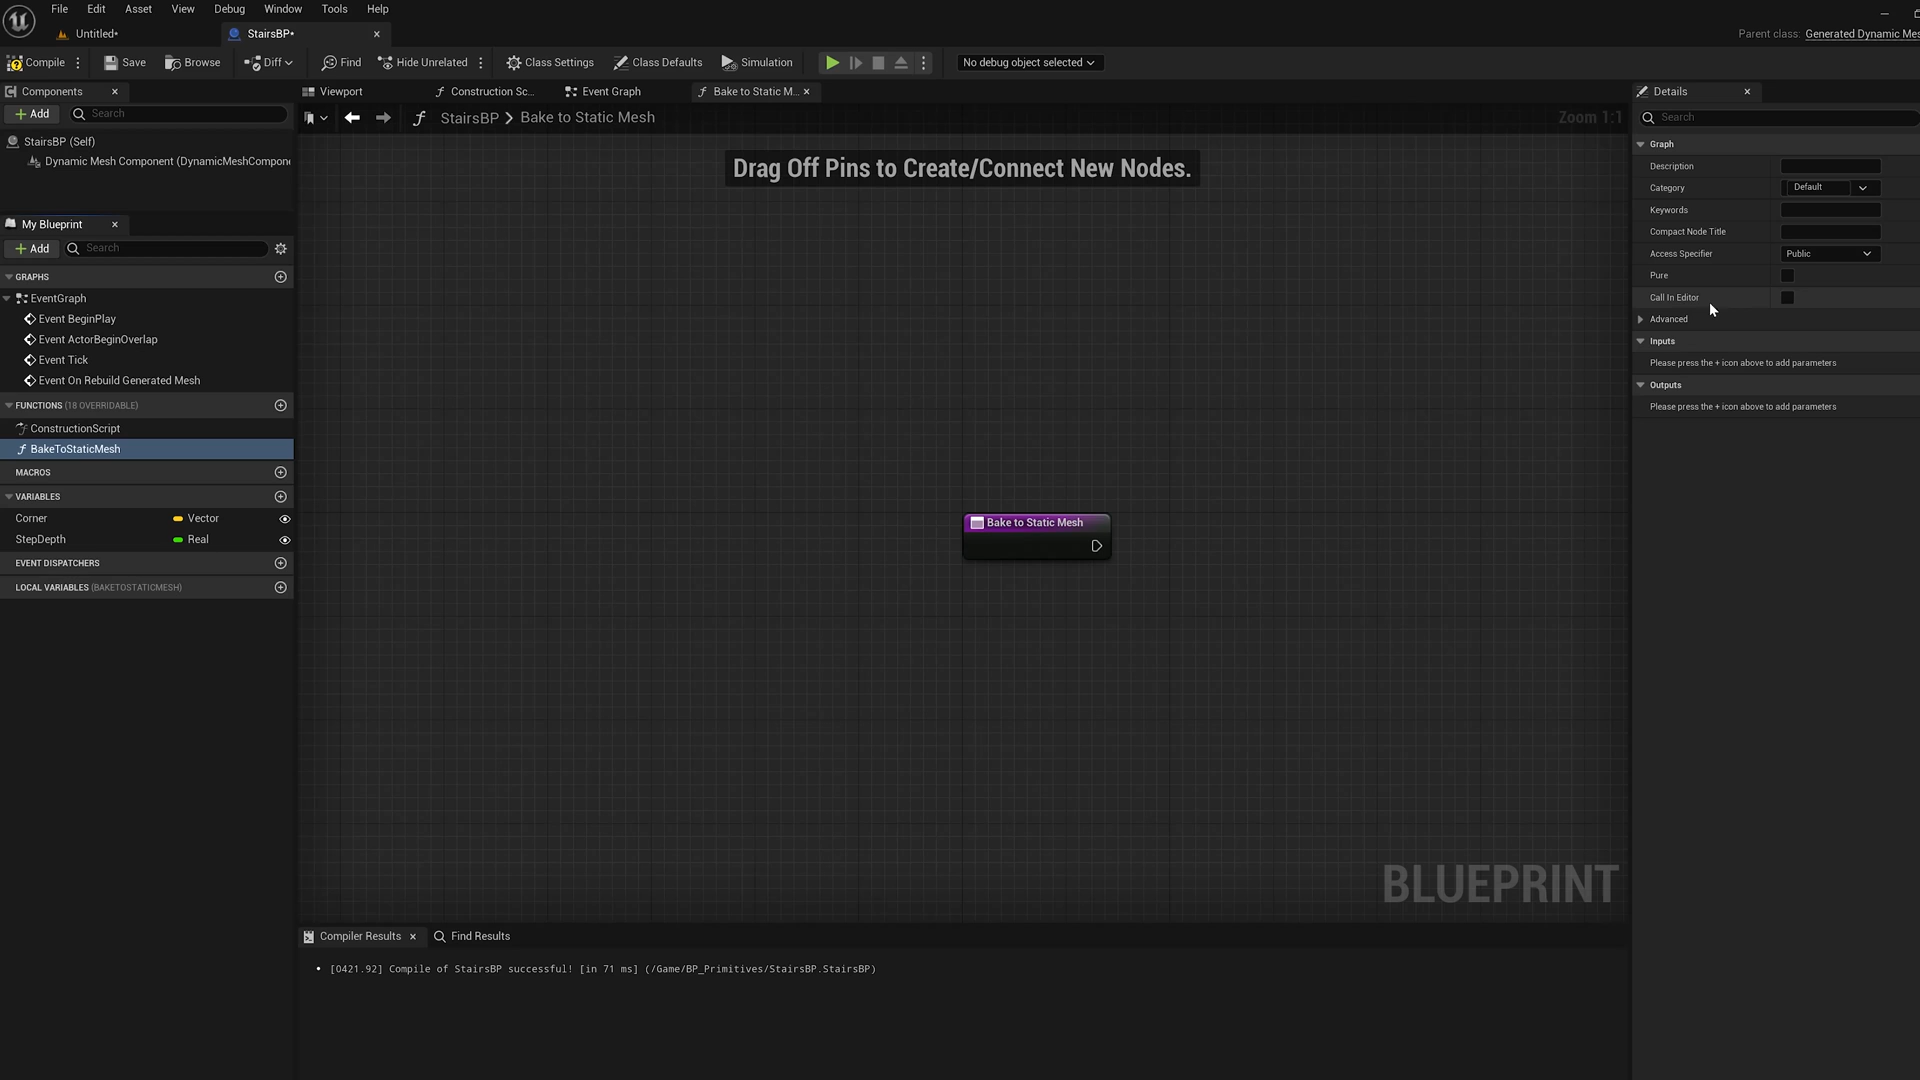 File Edit Asset View Debug Window Tools Help
Untitled*
StairsBP*
Parent class: Generated Dynamic Mes
Compile
Save
Browse
Diff
Find
Hide Unrelated
Class Settings
Class Defaults
Simulation
No debug object selected
Components
Add
Search
StairsBP (Self)
Dynamic Mesh Component (DynamicMeshCompone
My Blueprint
Add
Search
GRAPHS
EventGraph
Event BeginPlay
Event ActorBeginOverlap
Event Tick
Event On Rebuild Generated Mesh
FUNCTIONS (18 OVERRIDABLE)
ConstructionScript
BakeToStaticMesh
MACROS
VARIABLES
Corner Vector
StepDepth Real
EVENT DISPATCHERS
LOCAL VARIABLES (BAKETOSTATICMESH)
Viewport
Construction Sc...
Event Graph
Bake to Static M...
StairsBP > Bake to Static Mesh
Zoom 1:1
Drag Off Pins to Create/Connect New Nodes.
Bake to Static Mesh
BLUEPRINT
Compiler Results
Find Results
• [0421.92] Compile of StairsBP successful! [in 71 ms] (/Game/BP_Primitives/StairsBP.StairsBP)
Details
Search
Graph
Description
Category Default
Keywords
Compact Node Title
Access Specifier Public
Pure
Call In Editor
Advanced
Inputs
Please press the + icon above to add parameters
Outputs
Please press the + icon above to add parameters